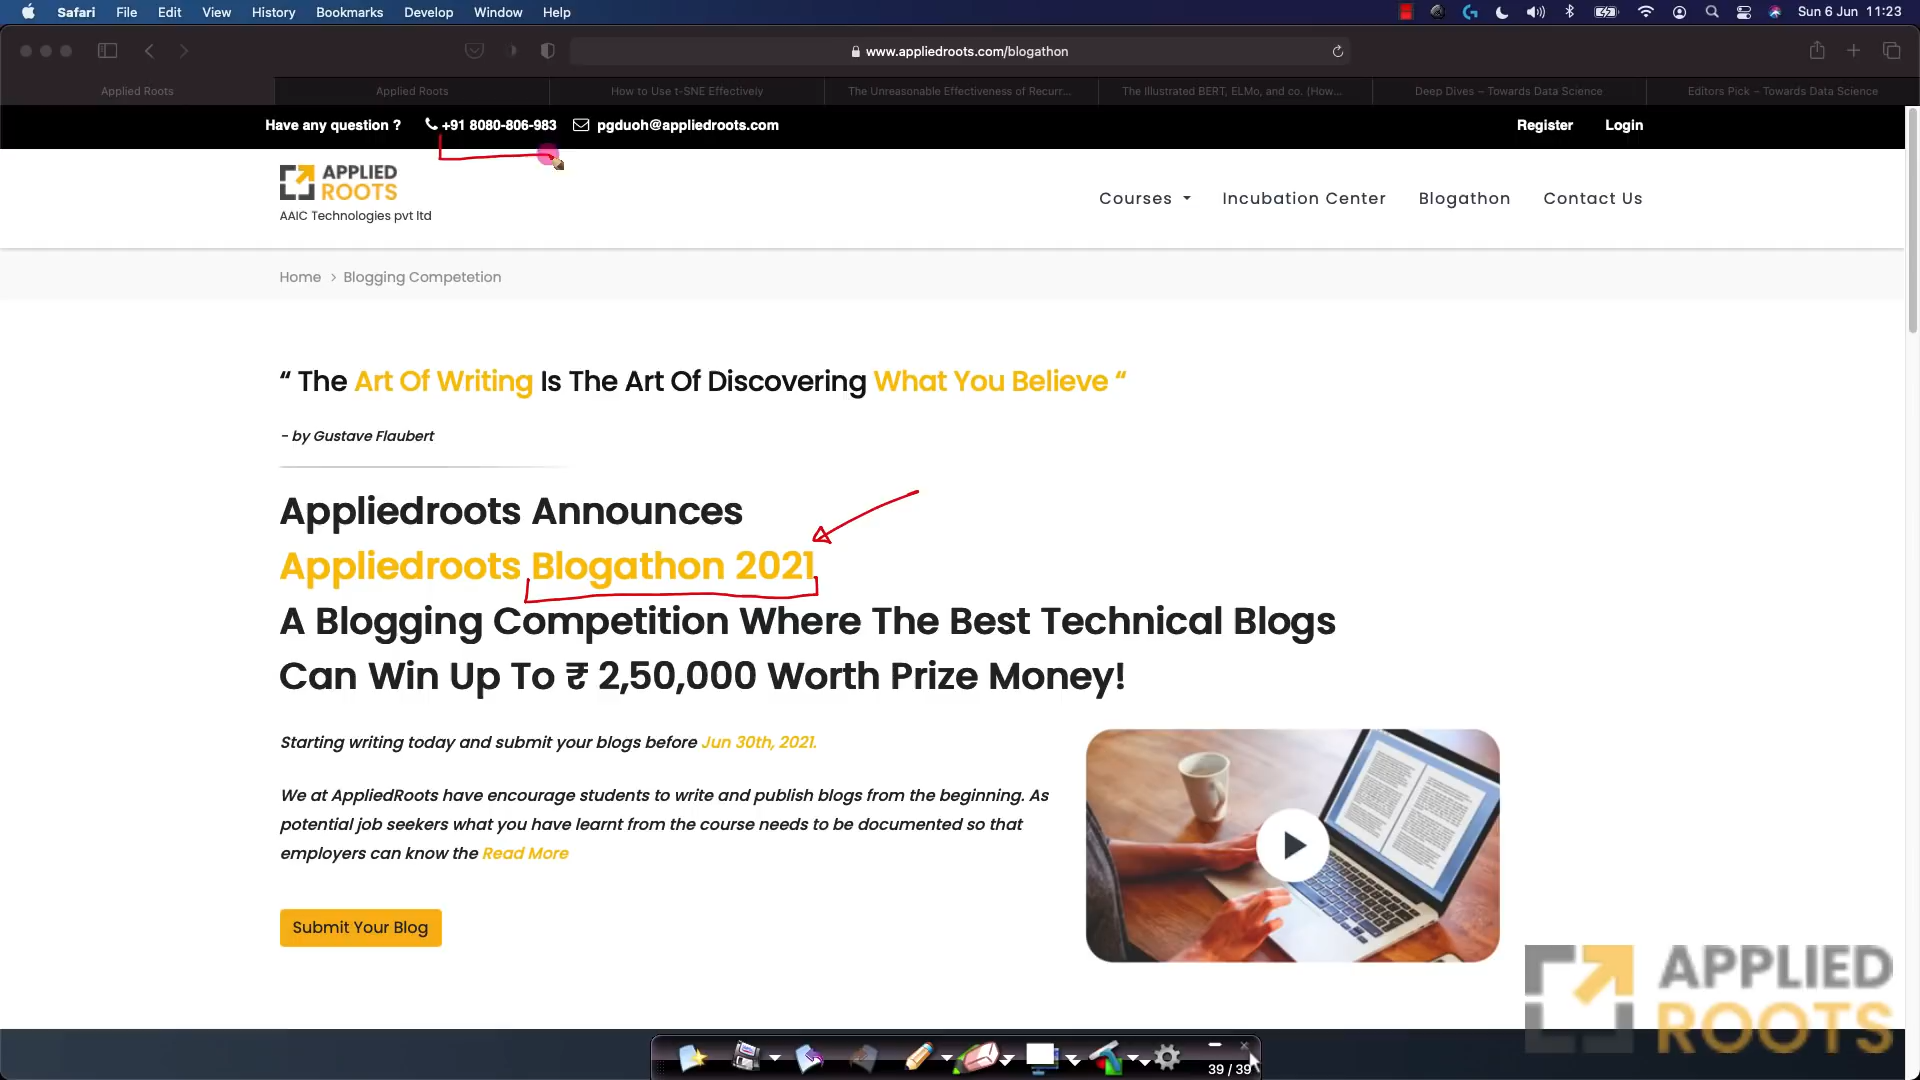 Safari File Edit View History Bookmarks Develop Window Help Sun 6 Jun 11:23
www.appliedroots.com/blogathon
Applied Roots Applied Roots How to Use t-SNE Effectively The Unreasonable Effectiveness of Recurr... The Illustrated BERT, ELMo, and co. (How... Deep Dives – Towards Data Science Editors Pick – Towards Data Science
Have any question ? +91 8080-806-983 pgduoh@appliedroots.com Register Login
APPLIED
ROOTS
AAIC Technologies pvt ltd
Courses Incubation Center Blogathon Contact Us
Home > Blogging Competetion
“ The Art Of Writing Is The Art Of Discovering What You Believe “
- by Gustave Flaubert
Appliedroots Announces
Appliedroots Blogathon 2021
A Blogging Competition Where The Best Technical Blogs
Can Win Up To ₹ 2,50,000 Worth Prize Money!
Starting writing today and submit your blogs before Jun 30th, 2021.
We at AppliedRoots have encourage students to write and publish blogs from the beginning. As
potential job seekers what you have learnt from the course needs to be documented so that
employers can know the Read More
Submit Your Blog
APPLIED
ROOTS
39 / 39